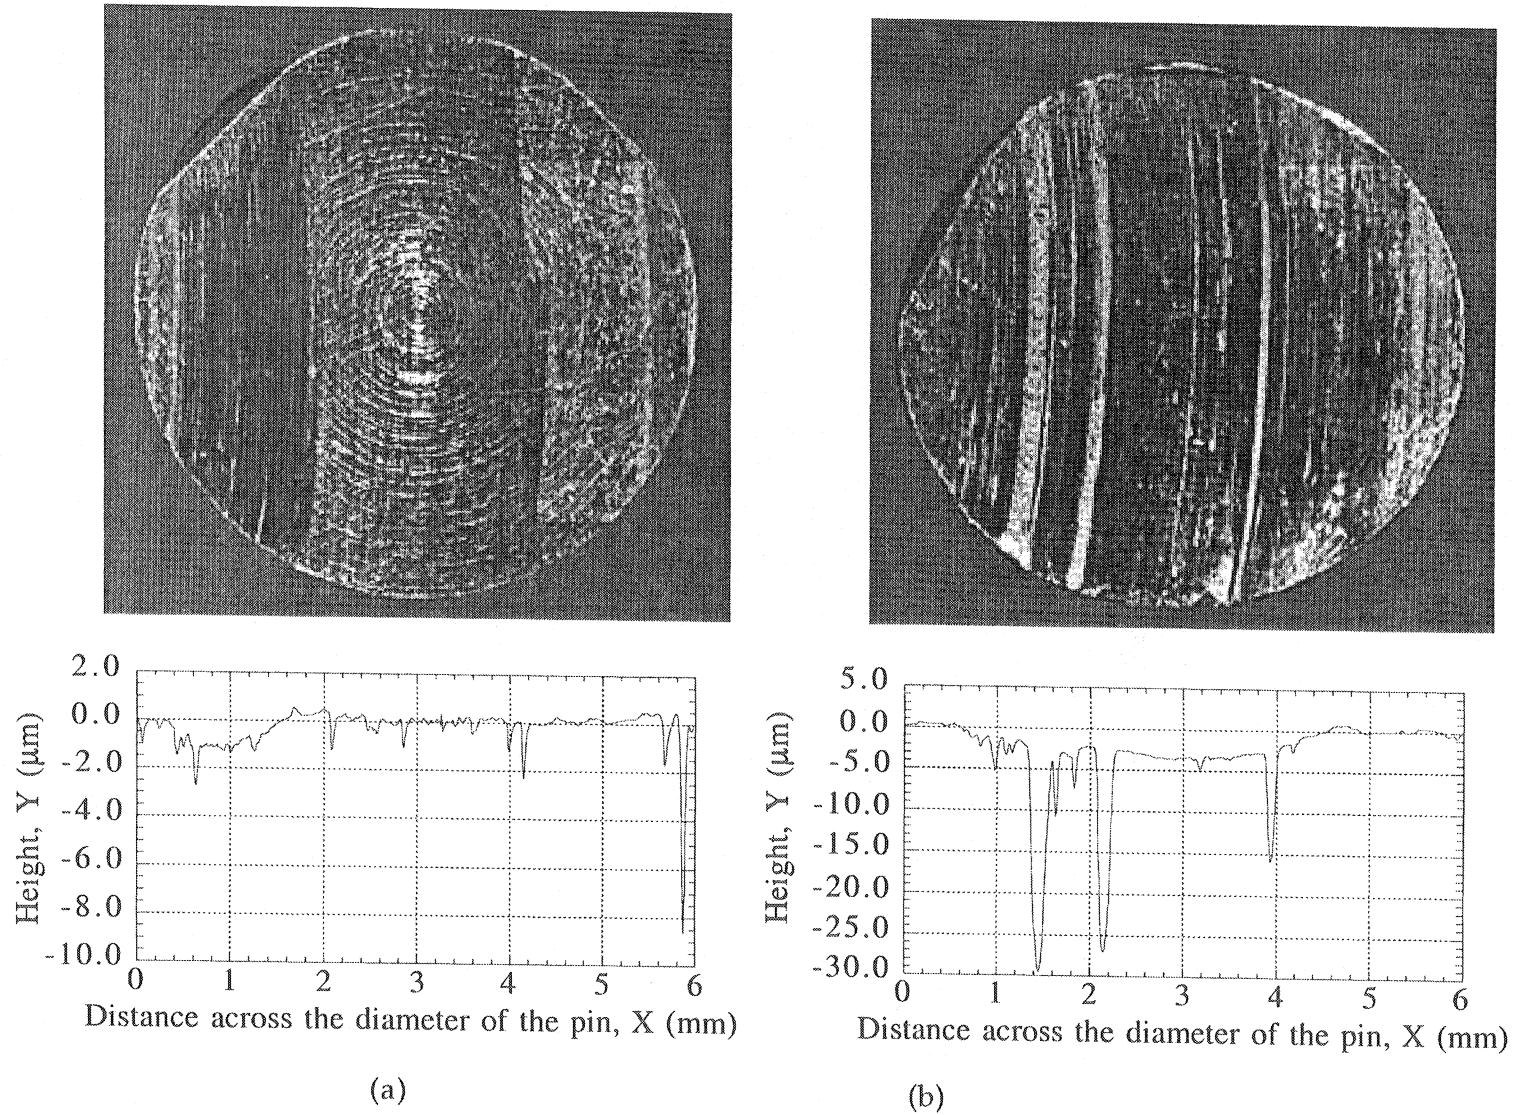 2.0
0.0
-2.0
-4.0
-6.0
-8.0
-10.0
Height, Y (μm)
0 1 2 3 4 5 6
Distance across the diameter of the pin, X (mm)
(a)
5.0
0.0
-5.0
-10.0
-15.0
-20.0
-25.0
-30.0
Height, Y (μm)
0 1 2 3 4 5 6
Distance across the diameter of the pin, X (mm)
(b)